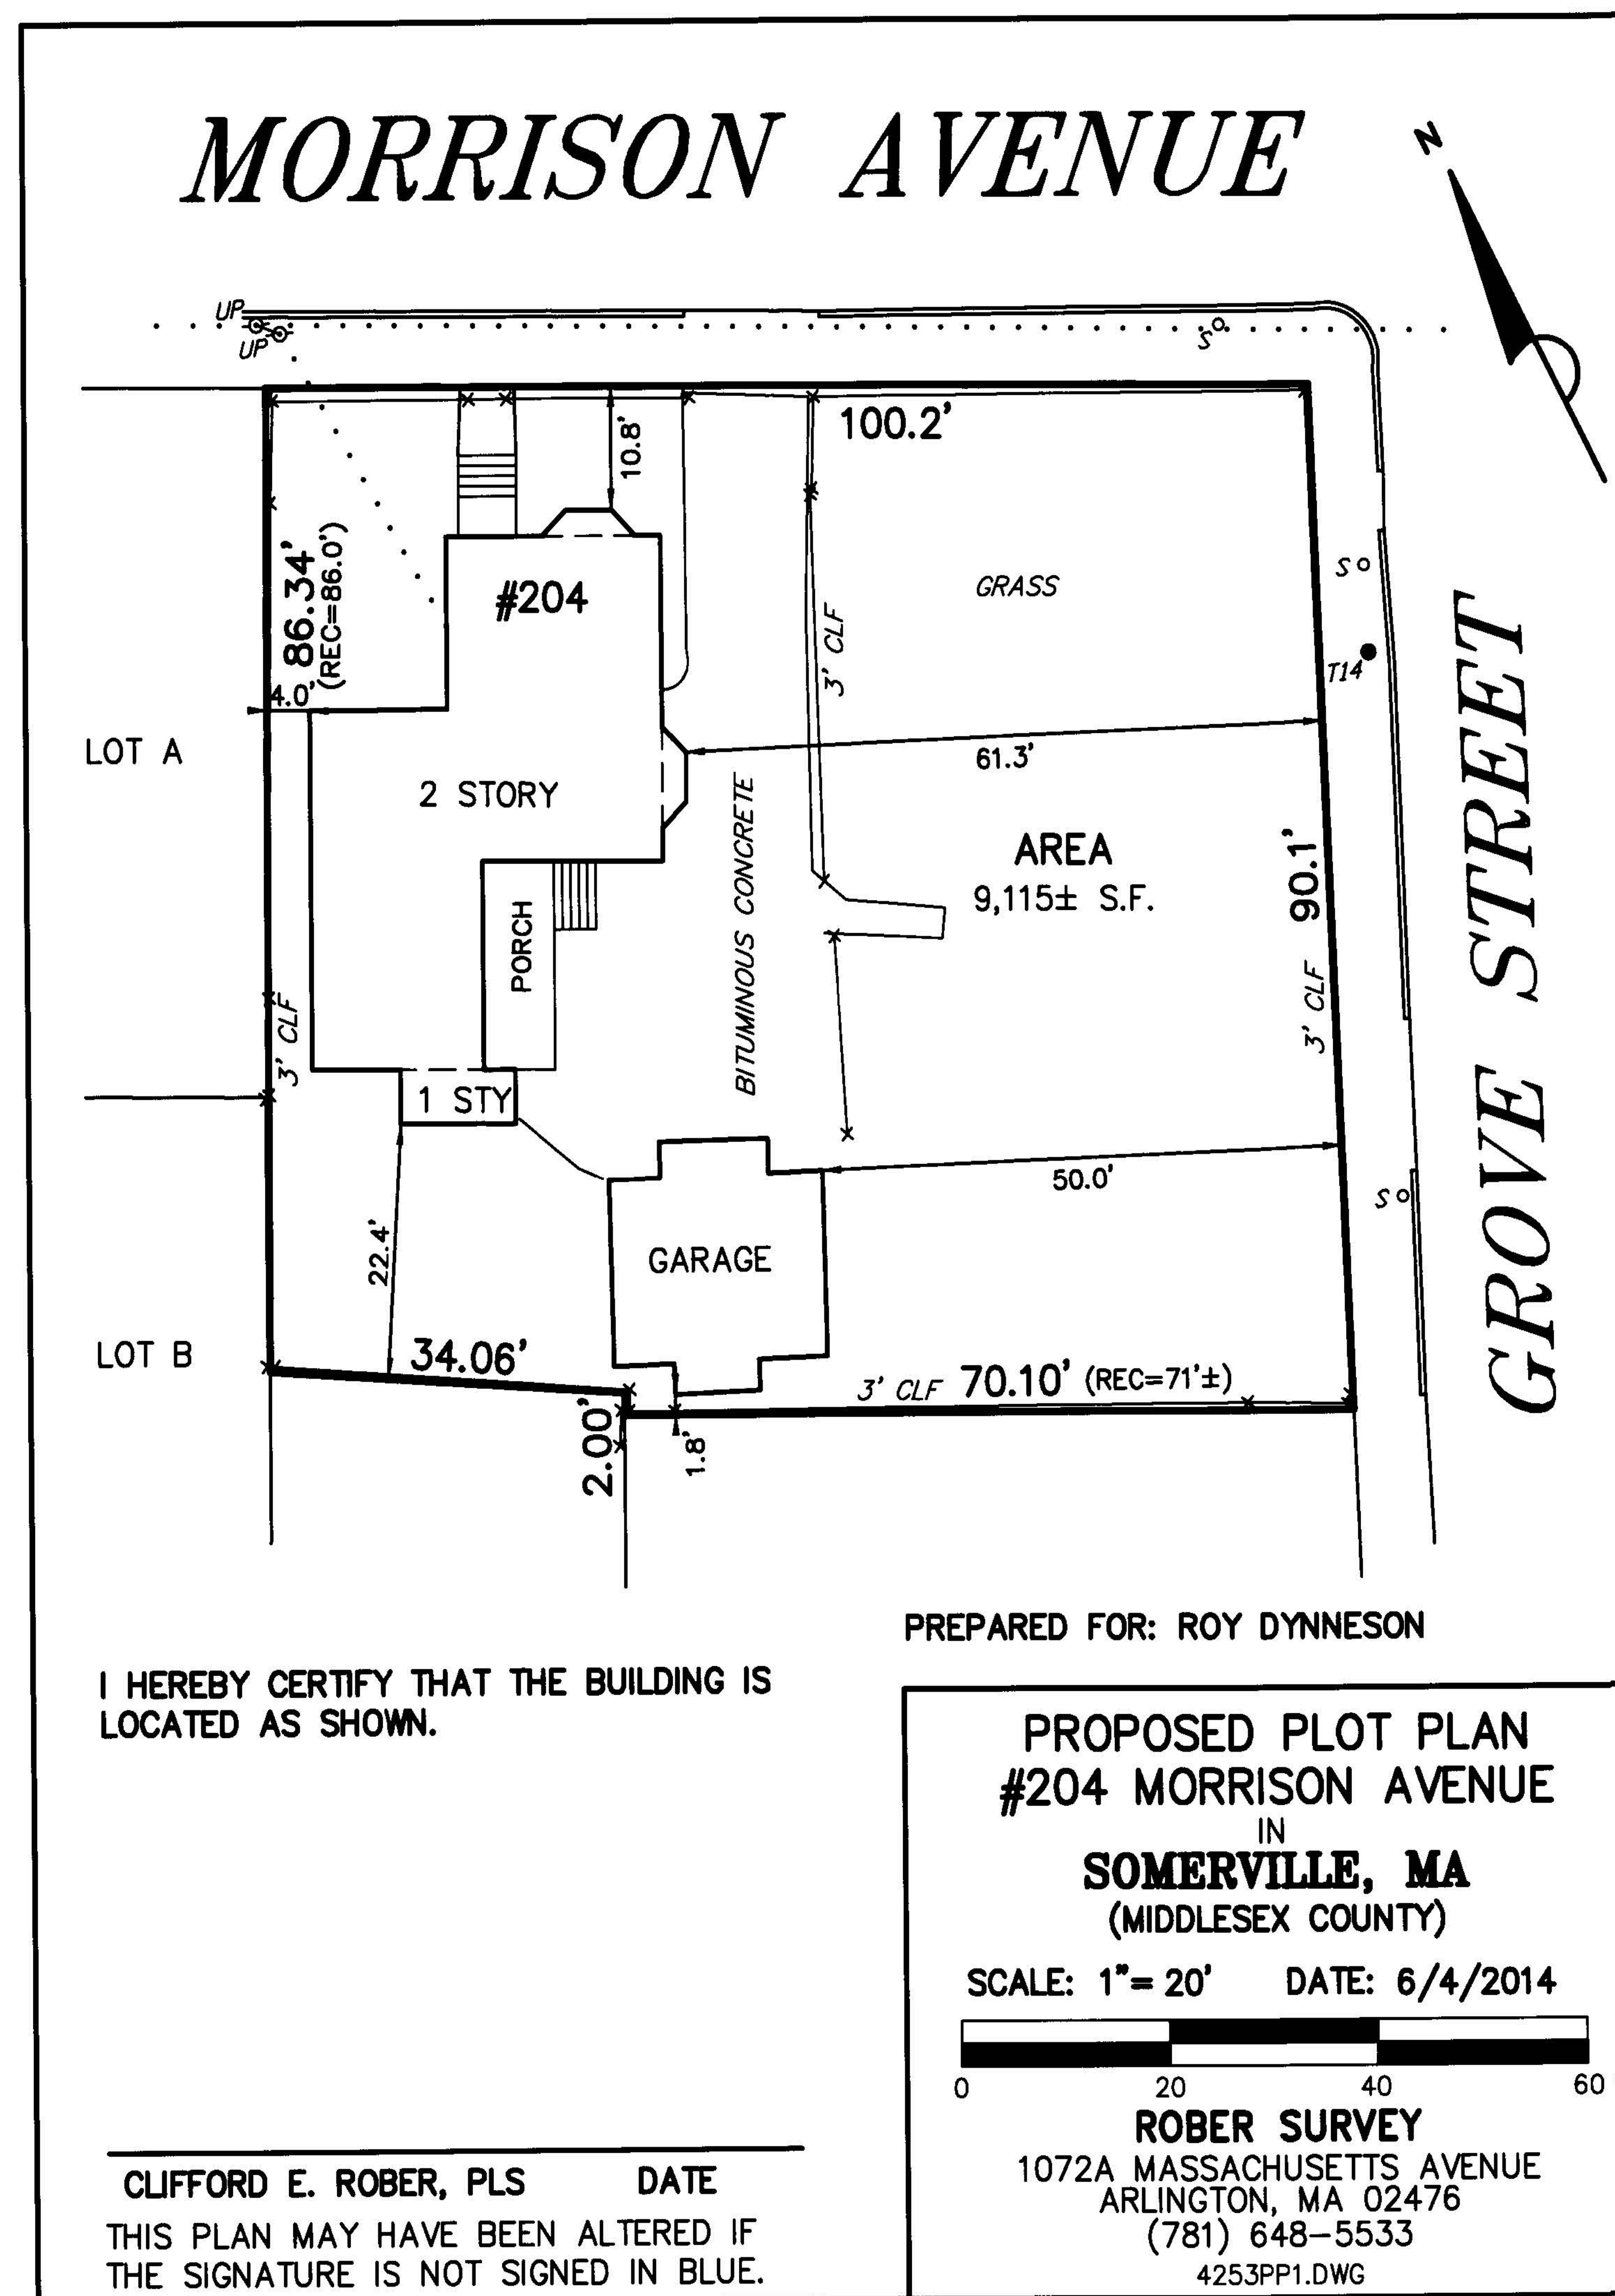 MORRISON AVENUE
N
UP
UP
S
100.2'
10.8'
86.34'
(REC=86.0')
#204
GRASS
S
3' CLF
T14
4.0'
LOT A
61.3'
2 STORY
BITUMINOUS CONCRETE
AREA
9,115± S.F.
90.1'
GROVE STREET
PORCH
3' CLF
3' CLF
1 STY
50.0'
S
22.4'
GARAGE
LOT B
34.06'
3' CLF 70.10' (REC=71'±)
2.00'
1.8'
PREPARED FOR: ROY DYNNESON
I HEREBY CERTIFY THAT THE BUILDING IS
LOCATED AS SHOWN.
PROPOSED PLOT PLAN
#204 MORRISON AVENUE
IN
SOMERVILLE, MA
(MIDDLESEX COUNTY)
SCALE: 1"= 20' DATE: 6/4/2014
0 20 40 60
ROBER SURVEY
1072A MASSACHUSETTS AVENUE
ARLINGTON, MA 02476
(781) 648-5533
4253PP1.DWG
CLIFFORD E. ROBER, PLS DATE
THIS PLAN MAY HAVE BEEN ALTERED IF
THE SIGNATURE IS NOT SIGNED IN BLUE.